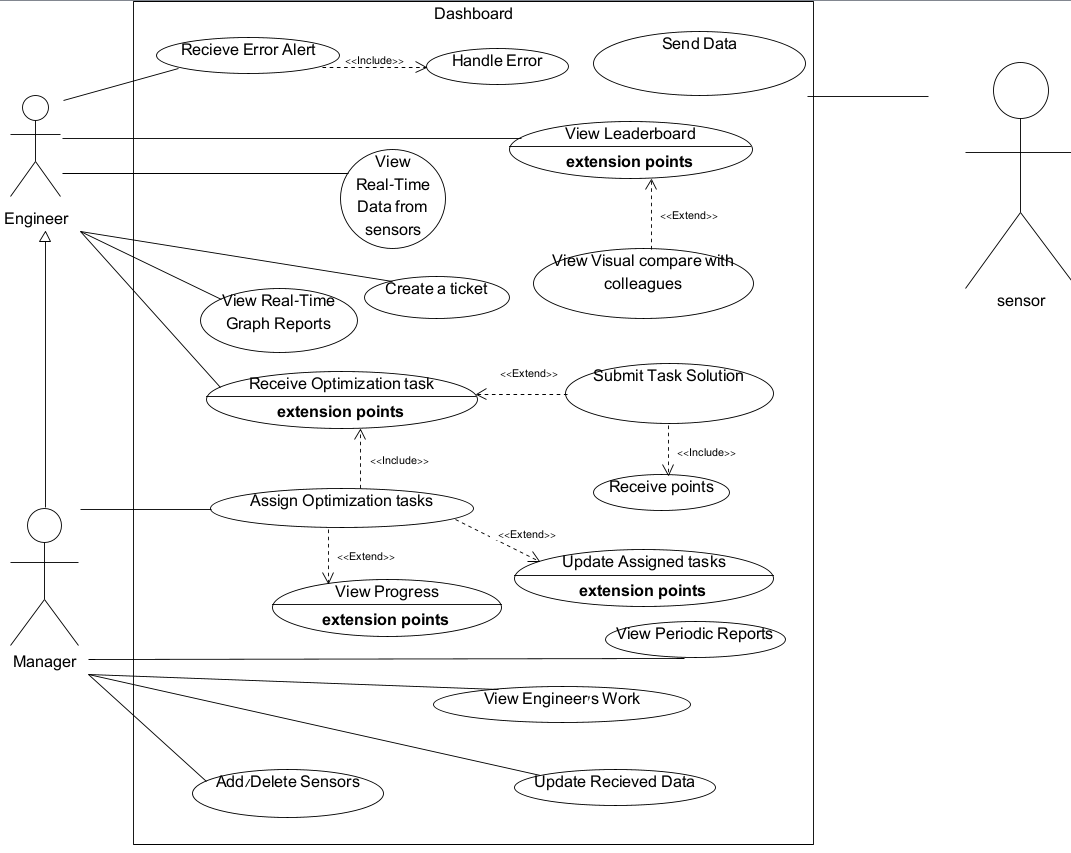 Dashboard
Recieve Error Alert
<<Include>>
Handle Error
Send Data
View Leaderboard
extension points
View
Real-Time
Data from
sensors
Engineer
<<Extend>>
View Visual compare with
colleagues
Create a ticket
View Real-Time
Graph Reports
sensor
Receive Optimization task
extension points
<<Extend>>
Submit Task Solution
<<Include>>
<<Include>>
Receive points
Assign Optimization tasks
<<Extend>>
<<Extend>>
Update Assigned tasks
extension points
View Progress
extension points
View Periodic Reports
Manager
View Engineer's Work
Add/Delete Sensors
Update Recieved Data